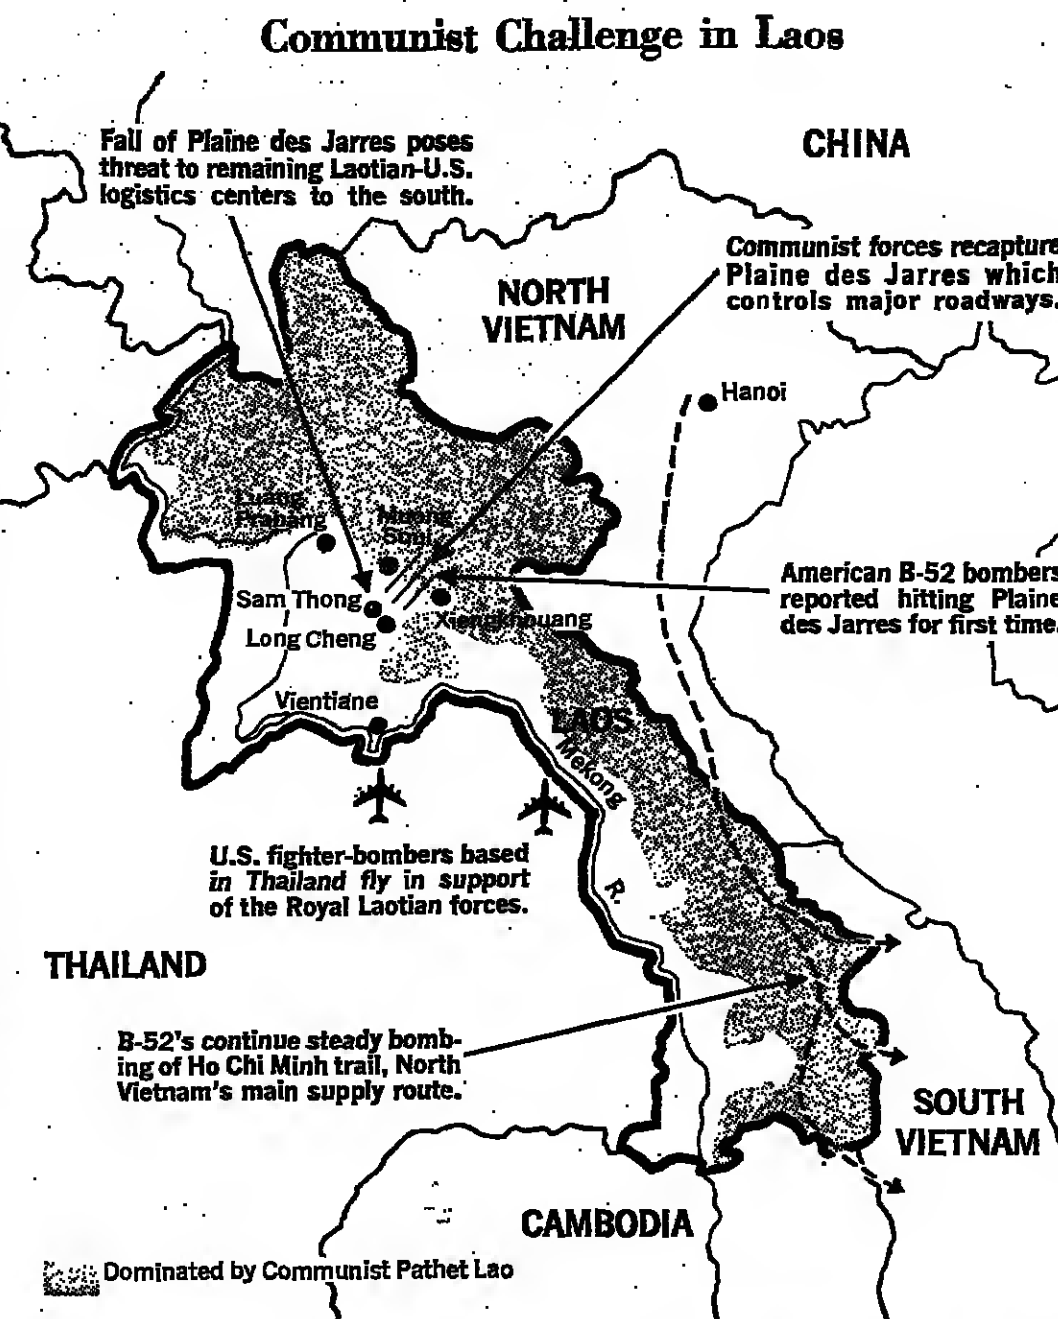 Communist Challenge in Laos
Fall of Plaine des Jarres poses
threat to remaining Laotian-U.S.
logistics centers to the south.
CHINA
Communist forces recapture
Plaine des Jarres which
controls major roadways.
NORTH
VIETNAM
Hanoi
Luang
Prabang
Muong
Soui
American B-52 bombers
reported hitting Plaine
des Jarres for first time.
Sam Thong
Xiengkhouang
Long Cheng
Vientiane
LAOS
Mekong
R.
U.S. fighter-bombers based
in Thailand fly in support
of the Royal Laotian forces.
THAILAND
B-52's continue steady bomb-
ing of Ho Chi Minh trail, North
Vietnam's main supply route.
SOUTH
VIETNAM
CAMBODIA
Dominated by Communist Pathet Lao